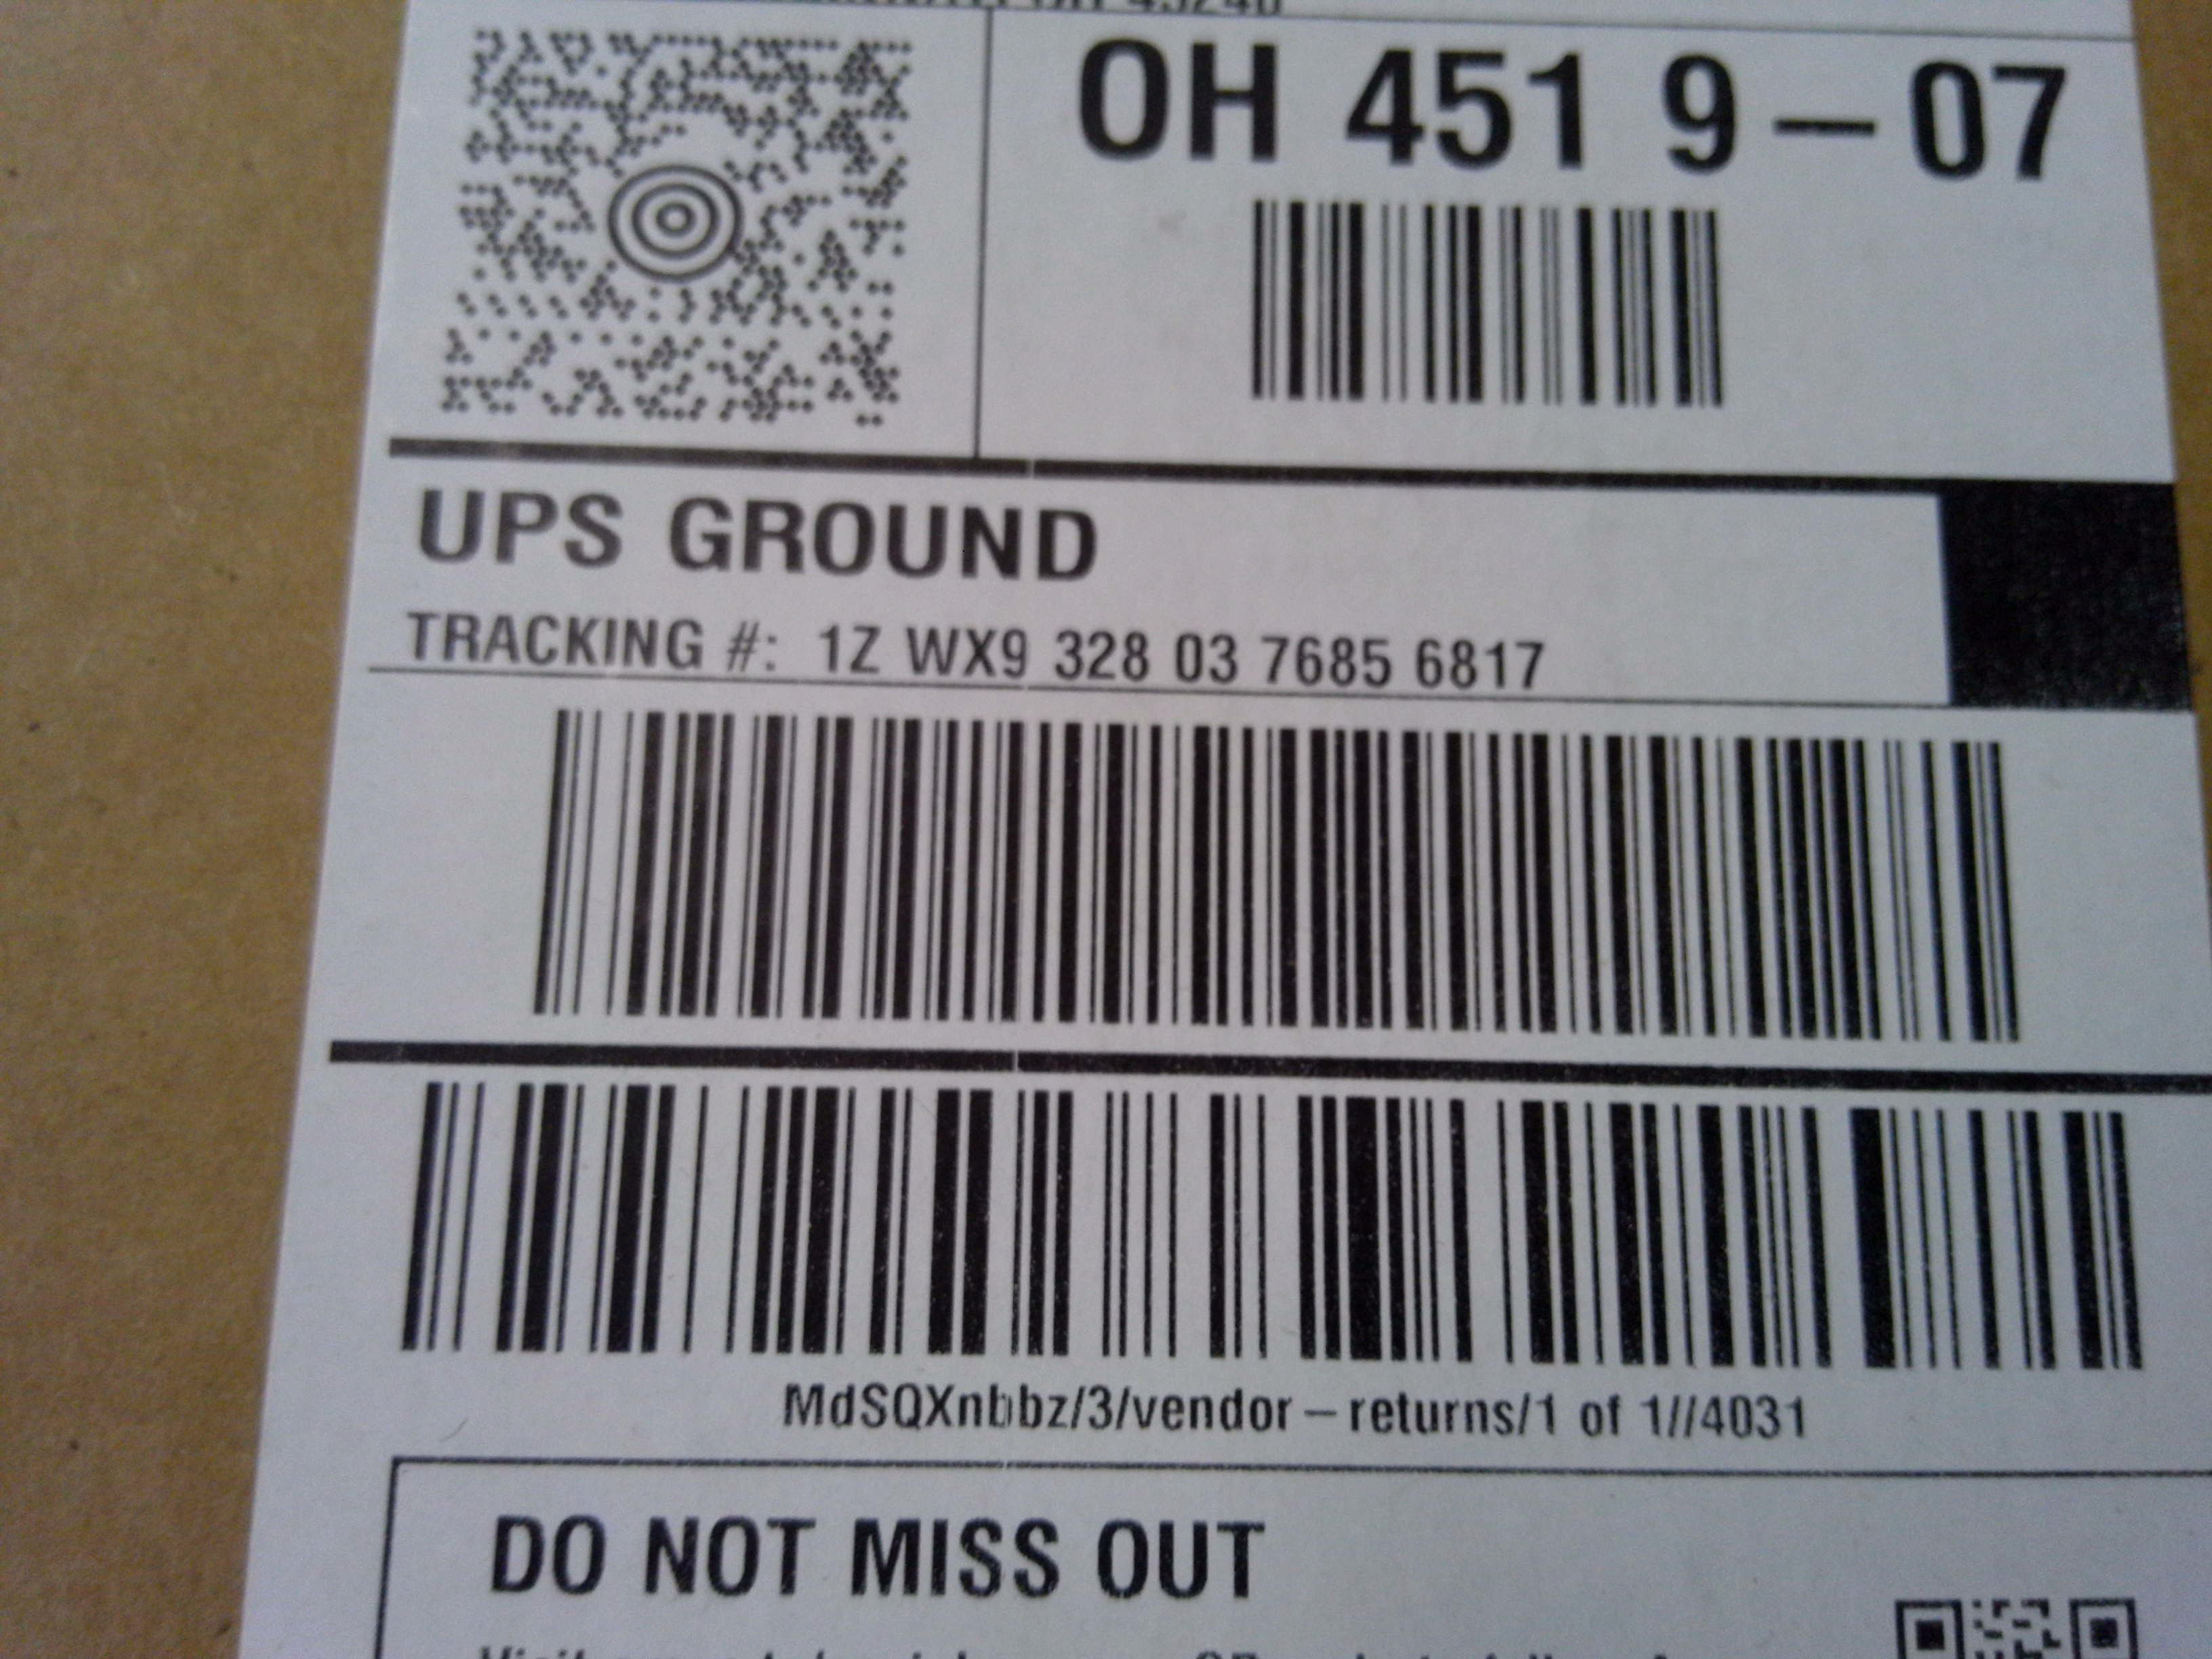 OH 451 9-07
UPS GROUND
TRACKING #: 1Z WX9 328 03 7685 6817
MdSQXnbbz/3/vendor-returns/1 of 1//4031
DO NOT MISS OUT